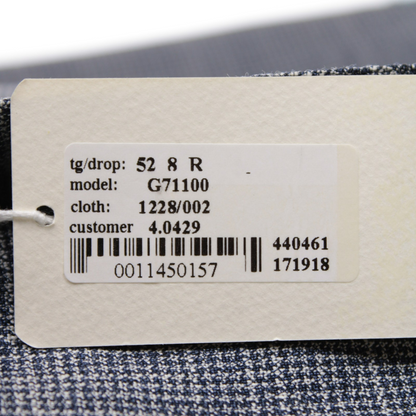 tg/drop: 52 8 R
model: G71100
cloth: 1228/002
customer 4.0429
440461
0011450157
171918